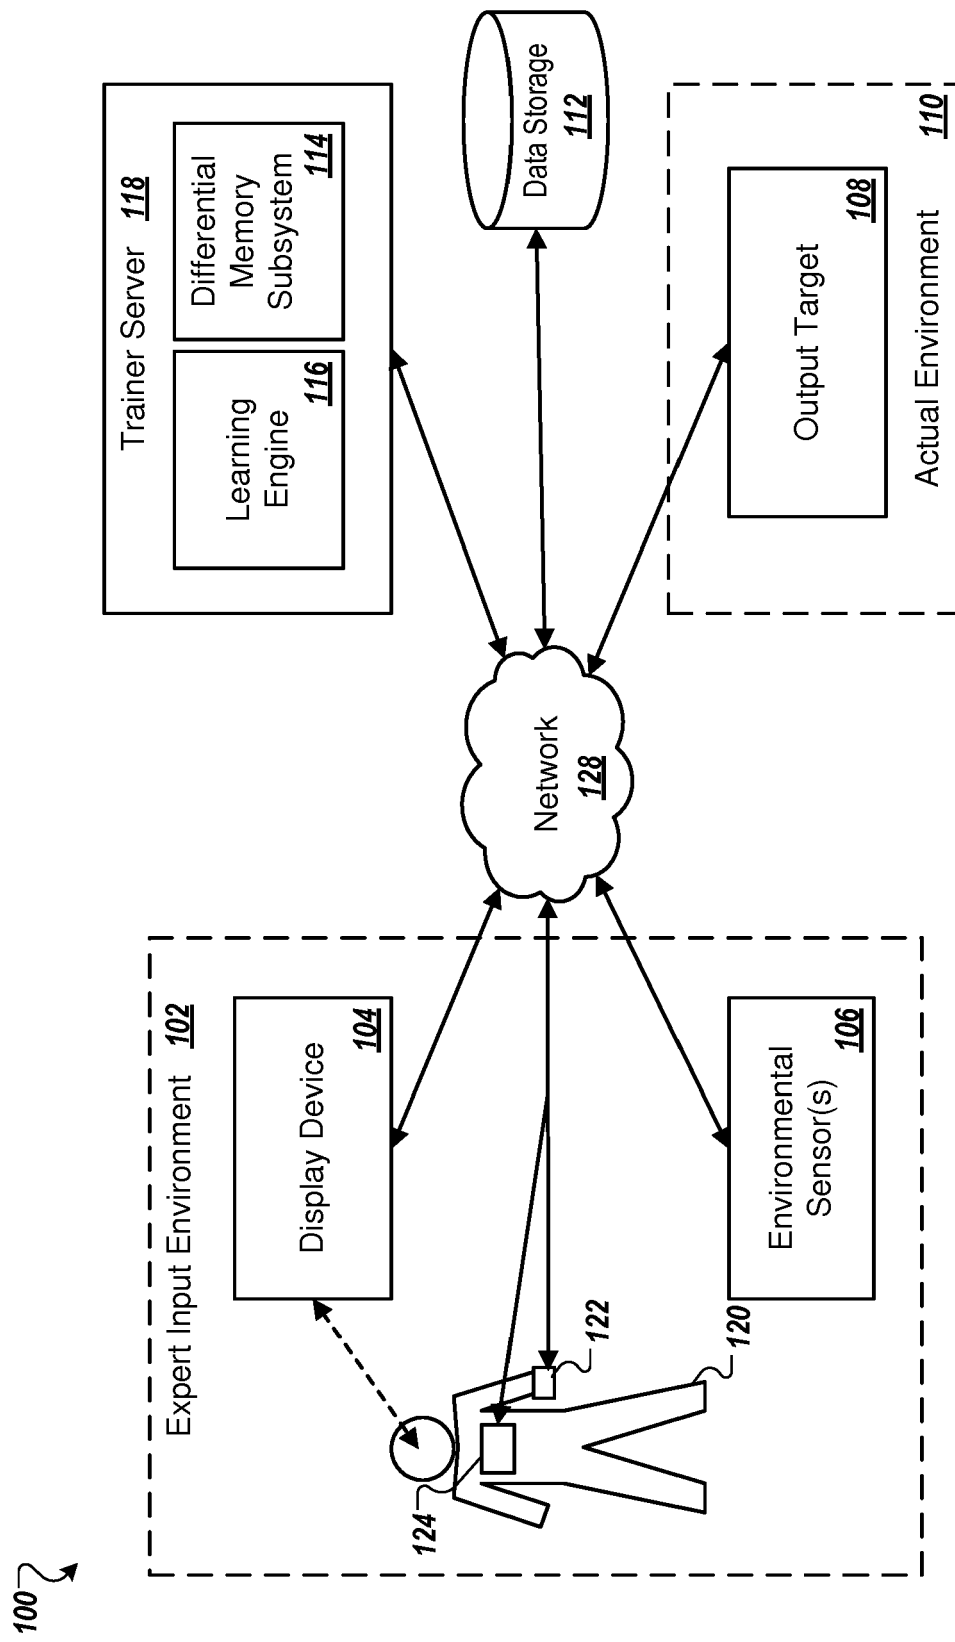 100
Expert Input Environment 102
Display Device
104
124
122
120
Environmental
Sensor(s)
106
Network
128
Trainer Server 118
Learning
Engine
116
Differential
Memory
Subsystem
114
Data Storage
112
Output Target
108
Actual Environment 110